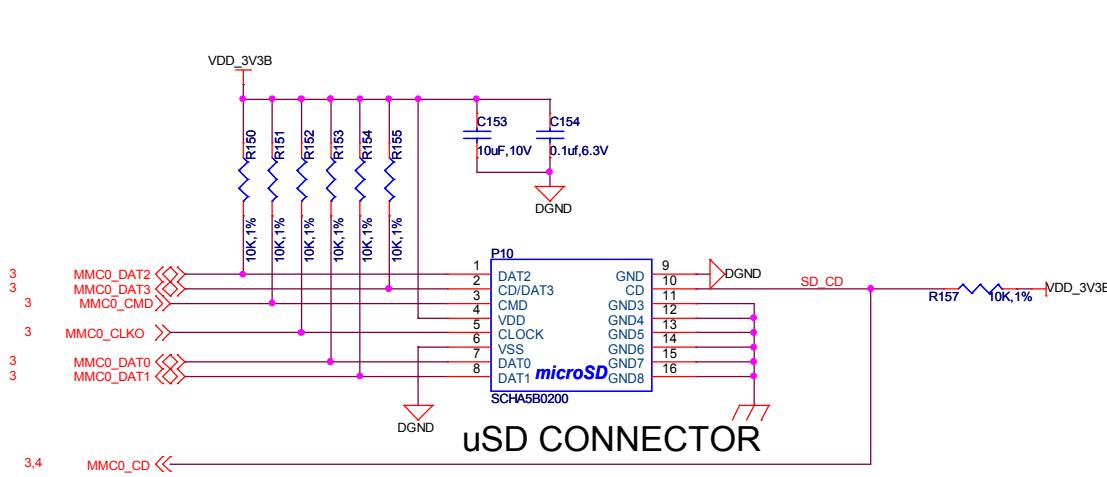 VDD_3V3B
R150
R151
R152
R153
R154
R155
10K,1%
10K,1%
10K,1%
10K,1%
10K,1%
10K,1%
C153
10uF,10V
C154
0.1uf,6.3V
DGND
P10
3 MMC0_DAT2 1 DAT2 GND 9 DGND
3 MMC0_DAT3 2 CD/DAT3 CD 10 SD_CD R157 10K,1% VDD_3V3B
3 MMC0_CMD 3 CMD GND3 11
4 VDD GND4 12
3 MMC0_CLKO 5 CLOCK GND5 13
6 VSS GND6 14
3 MMC0_DAT0 7 DAT0 GND7 15
3 MMC0_DAT1 8 DAT1 microSD GND8 16
SCHA5B0200
DGND
uSD CONNECTOR
3,4 MMC0_CD